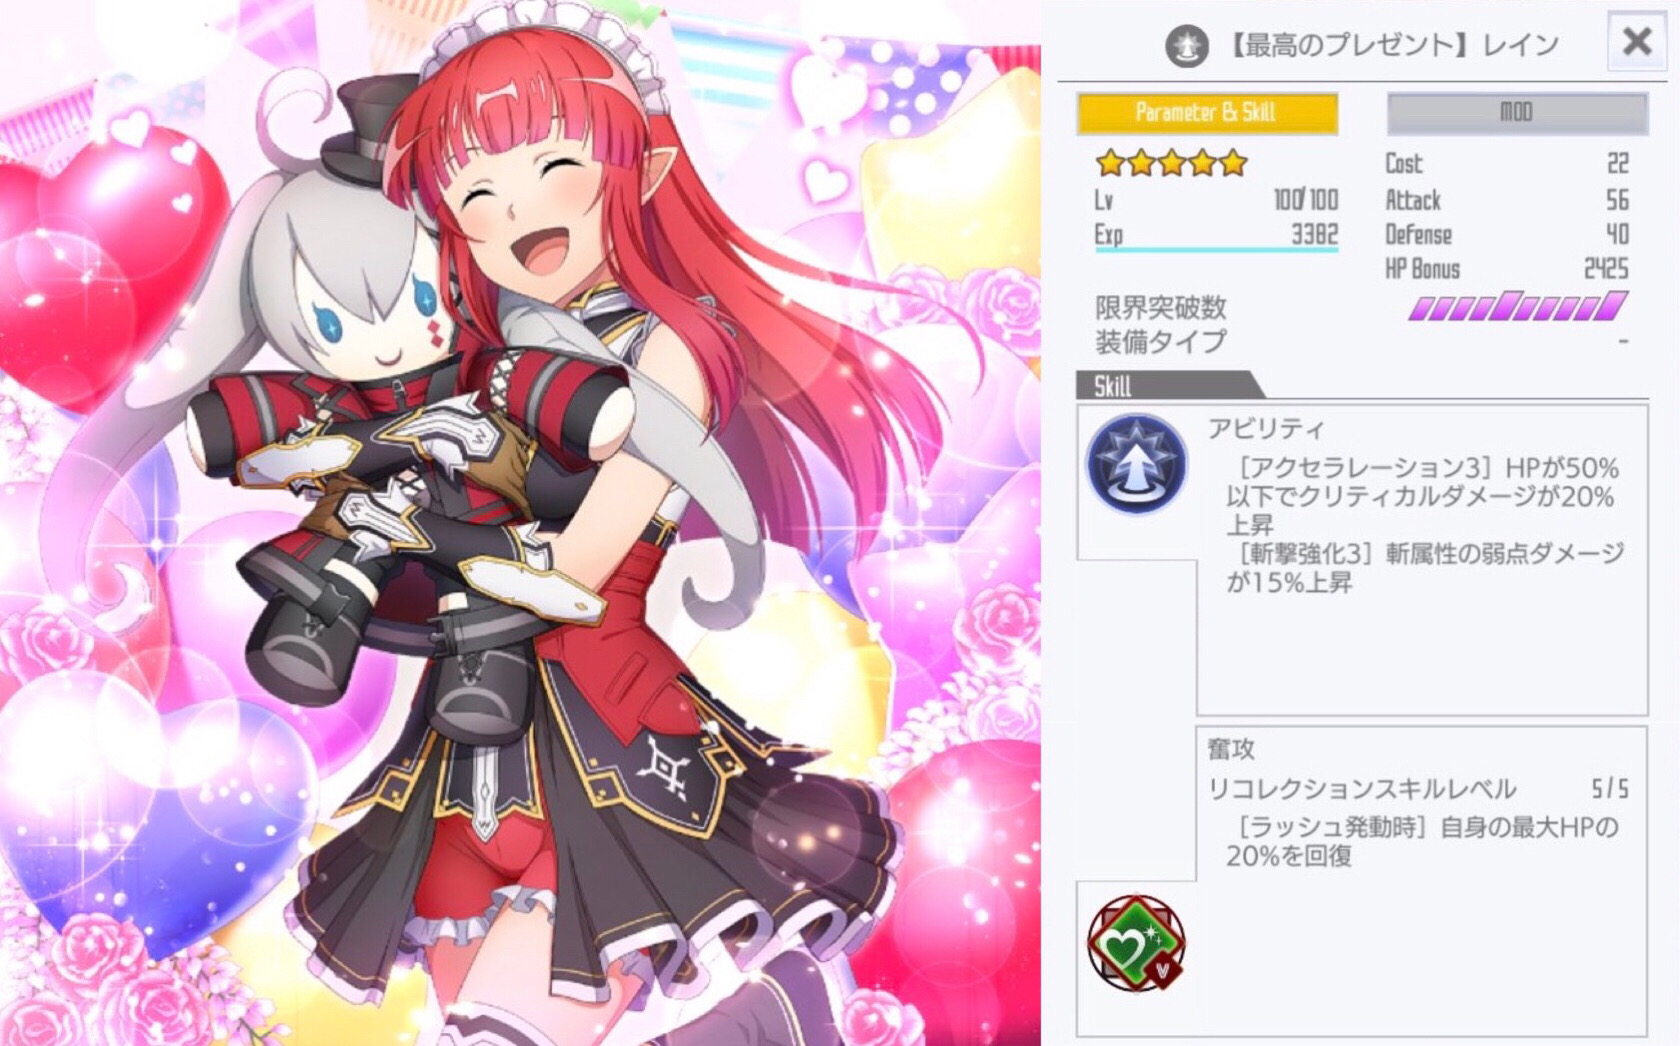 【最高のプレゼント】レイン
Parameter & Skill
MOD
Lv 100/100
Exp 3382
Cost 22
Attack 56
Defense 40
HP Bonus 2425
限界突破数
装備タイプ -
Skill
アビリティ
［アクセラレーション3］HPが50%
以下でクリティカルダメージが20%
上昇
［斬撃強化3］斬属性の弱点ダメージ
が15%上昇
奮攻
リコレクションスキルレベル 5/5
［ラッシュ発動時］自身の最大HPの
20%を回復
V